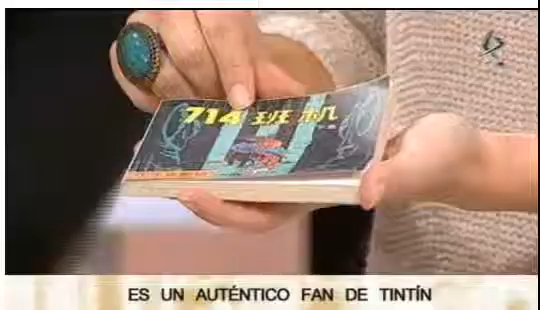 714 班机
ES UN AUTÉNTICO FAN DE TINTÍN